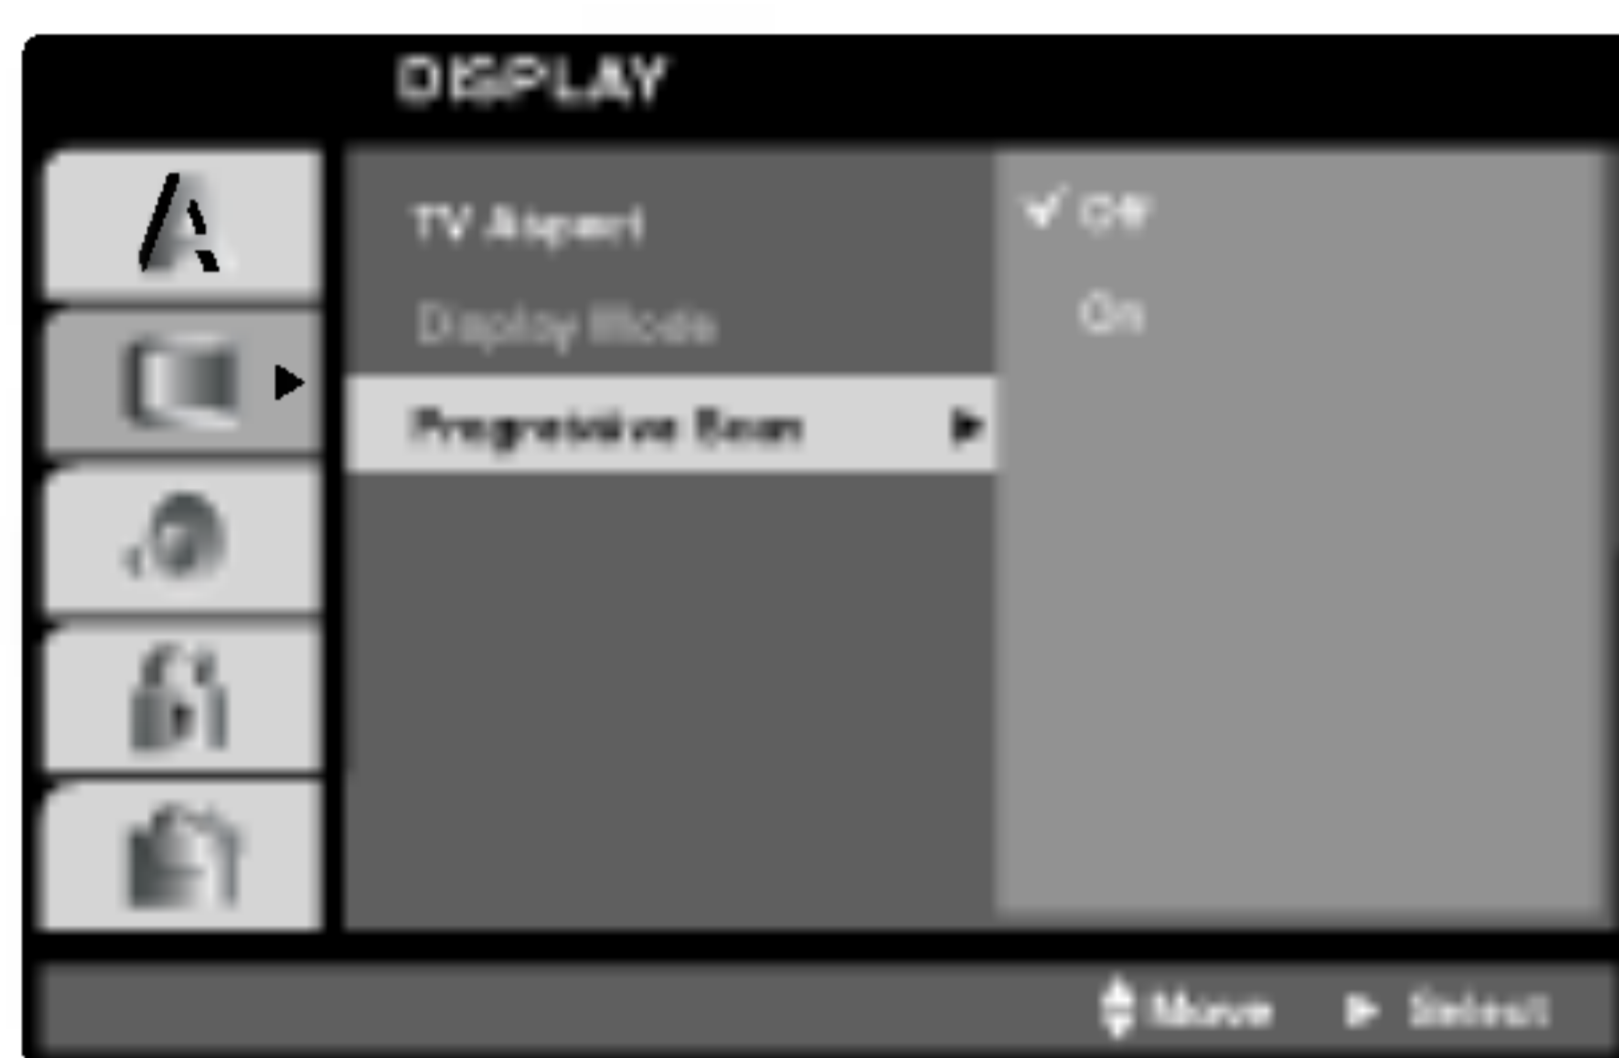 DISPLAY
TV Aspect
Display Mode
Progressive Scan
✓ Off
On
Move
Select